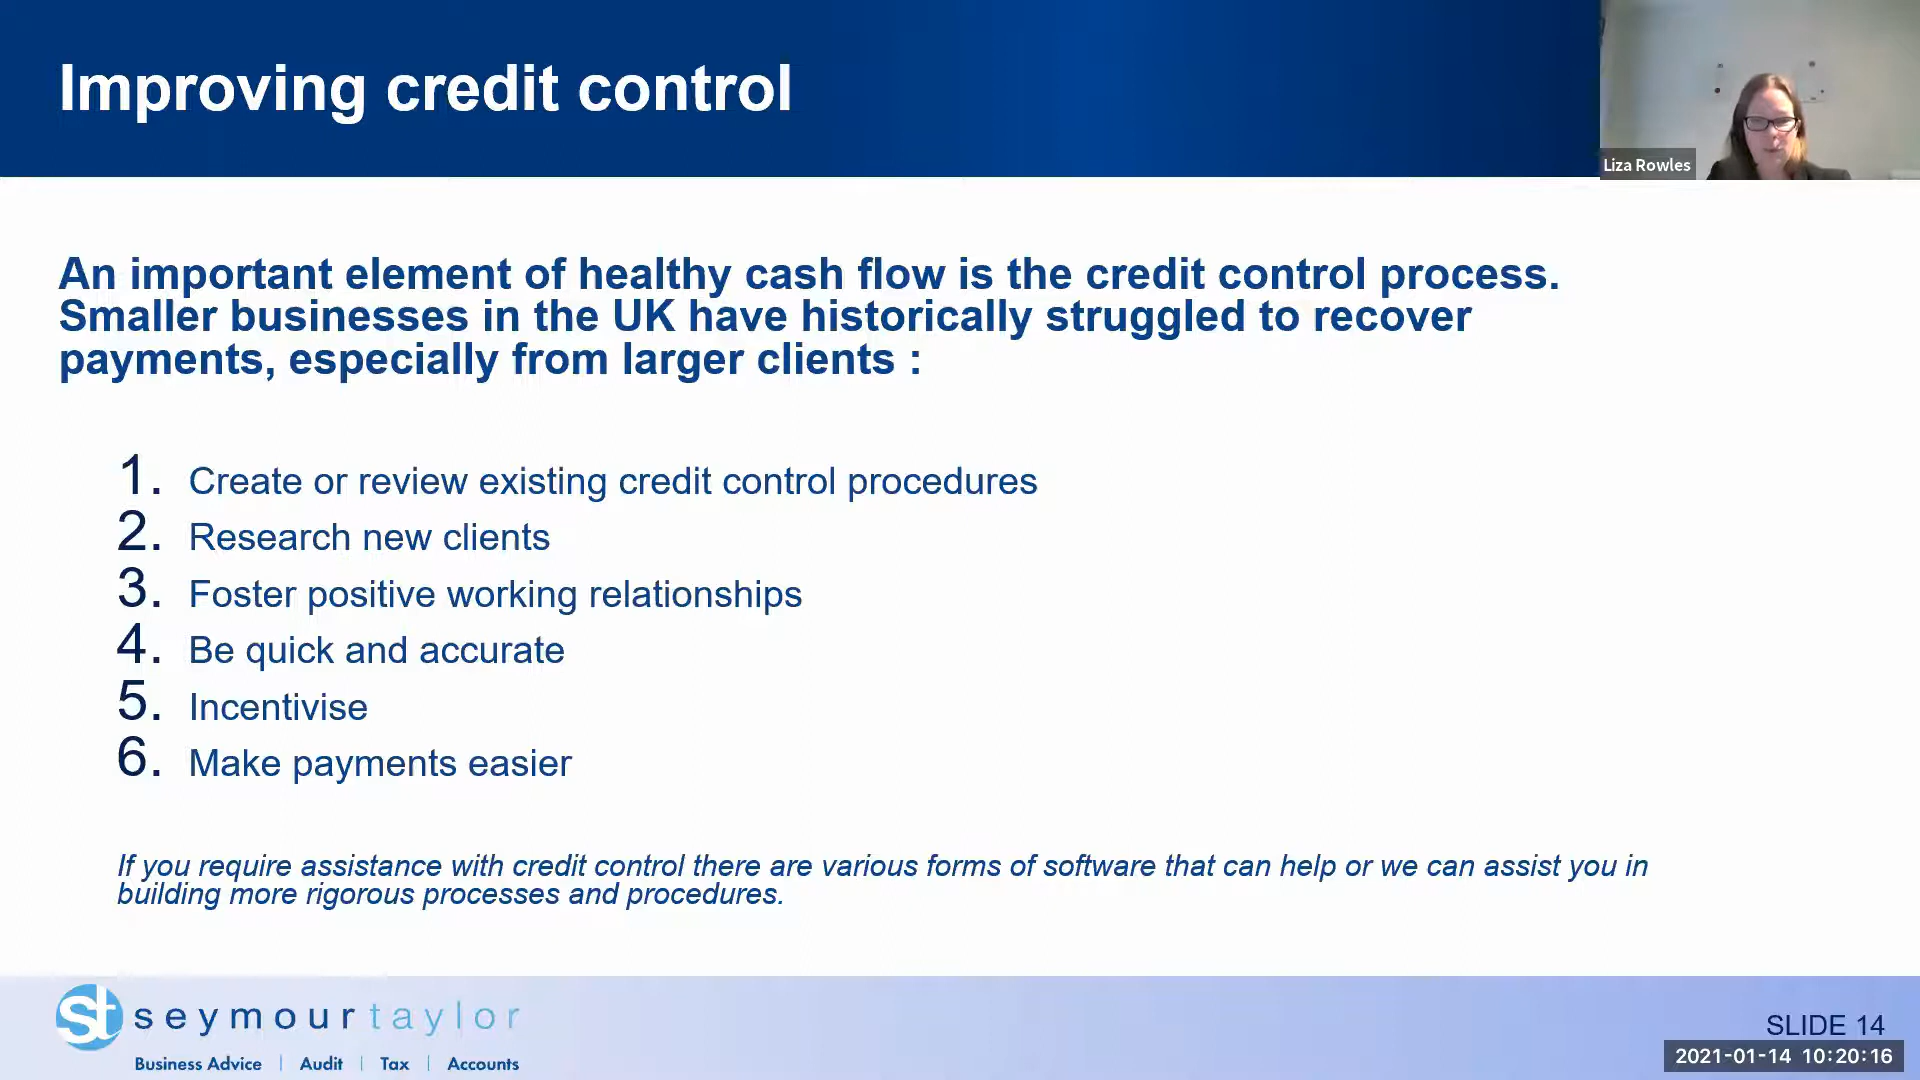 Improving credit control
Liza Rowles
An important element of healthy cash flow is the credit control process.
Smaller businesses in the UK have historically struggled to recover
payments, especially from larger clients :
1. Create or review existing credit control procedures
2. Research new clients
3. Foster positive working relationships
4. Be quick and accurate
5. Incentivise
6. Make payments easier
If you require assistance with credit control there are various forms of software that can help or we can assist you in
building more rigorous processes and procedures.
st seymourtaylor
Business Advice | Audit | Tax | Accounts
SLIDE 14
2021-01-14 10:20:16